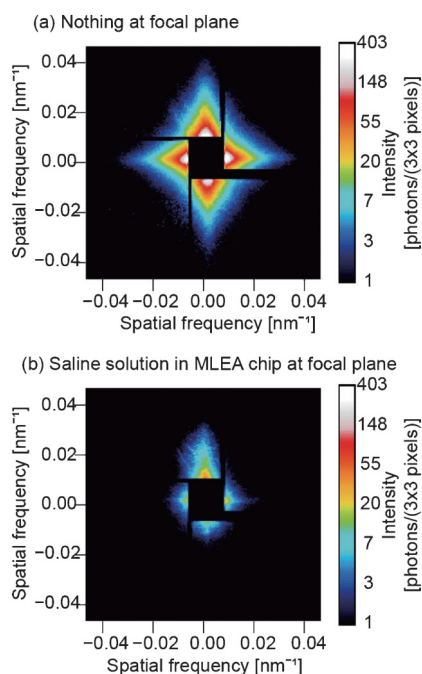 (a) Nothing at focal plane
Spatial frequency [nm⁻¹]
0.04
0.02
0.00
−0.02
−0.04
−0.04 −0.02 0.00 0.02 0.04
Spatial frequency [nm⁻¹]
403
148
55
20
7
3
1
Intensity
[photons/(3x3 pixels)]
(b) Saline solution in MLEA chip at focal plane
Spatial frequency [nm⁻¹]
0.04
0.02
0.00
−0.02
−0.04
−0.04 −0.02 0.00 0.02 0.04
Spatial frequency [nm⁻¹]
403
148
55
20
7
3
1
Intensity
[photons/(3x3 pixels)]